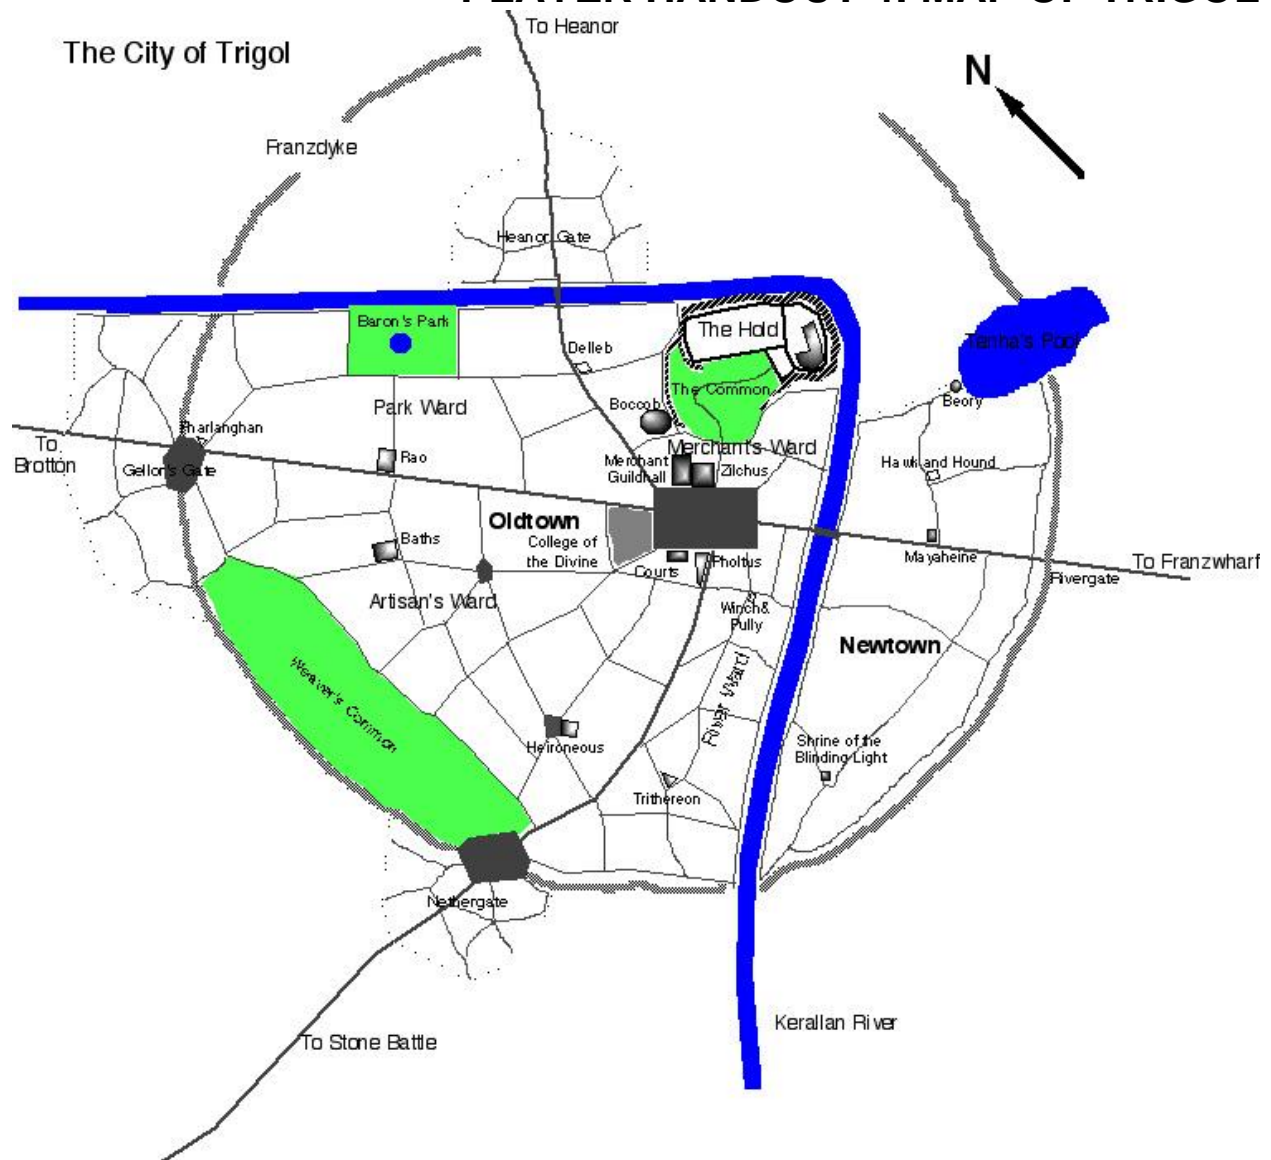 PLAYER HANDOUT 4: MAP OF TRIGOL
To Heanor
The City of Trigol
N
Franzdyke
Heanor Gate
Baron's Park
The Hold
Tanha's Pool
Delleb
The Common
Beory
Boccob
Park Ward
To
Brotton
Fharlanghan
Merchant's Ward
Gellor's Gate
Rao
Merchant
Guildhall
Zilchus
Hawk and Hound
Oldtown
College of
the Divine
Baths
Courts
Pholtus
Mayaheine
To Franzwharf
Rivergate
Artisan's Ward
Winch &
Pully
Newtown
Weaver's Common
River Ward
Heironeous
Shrine of the
Blinding Light
Trithereon
Nethergate
Kerallan River
To Stone Battle